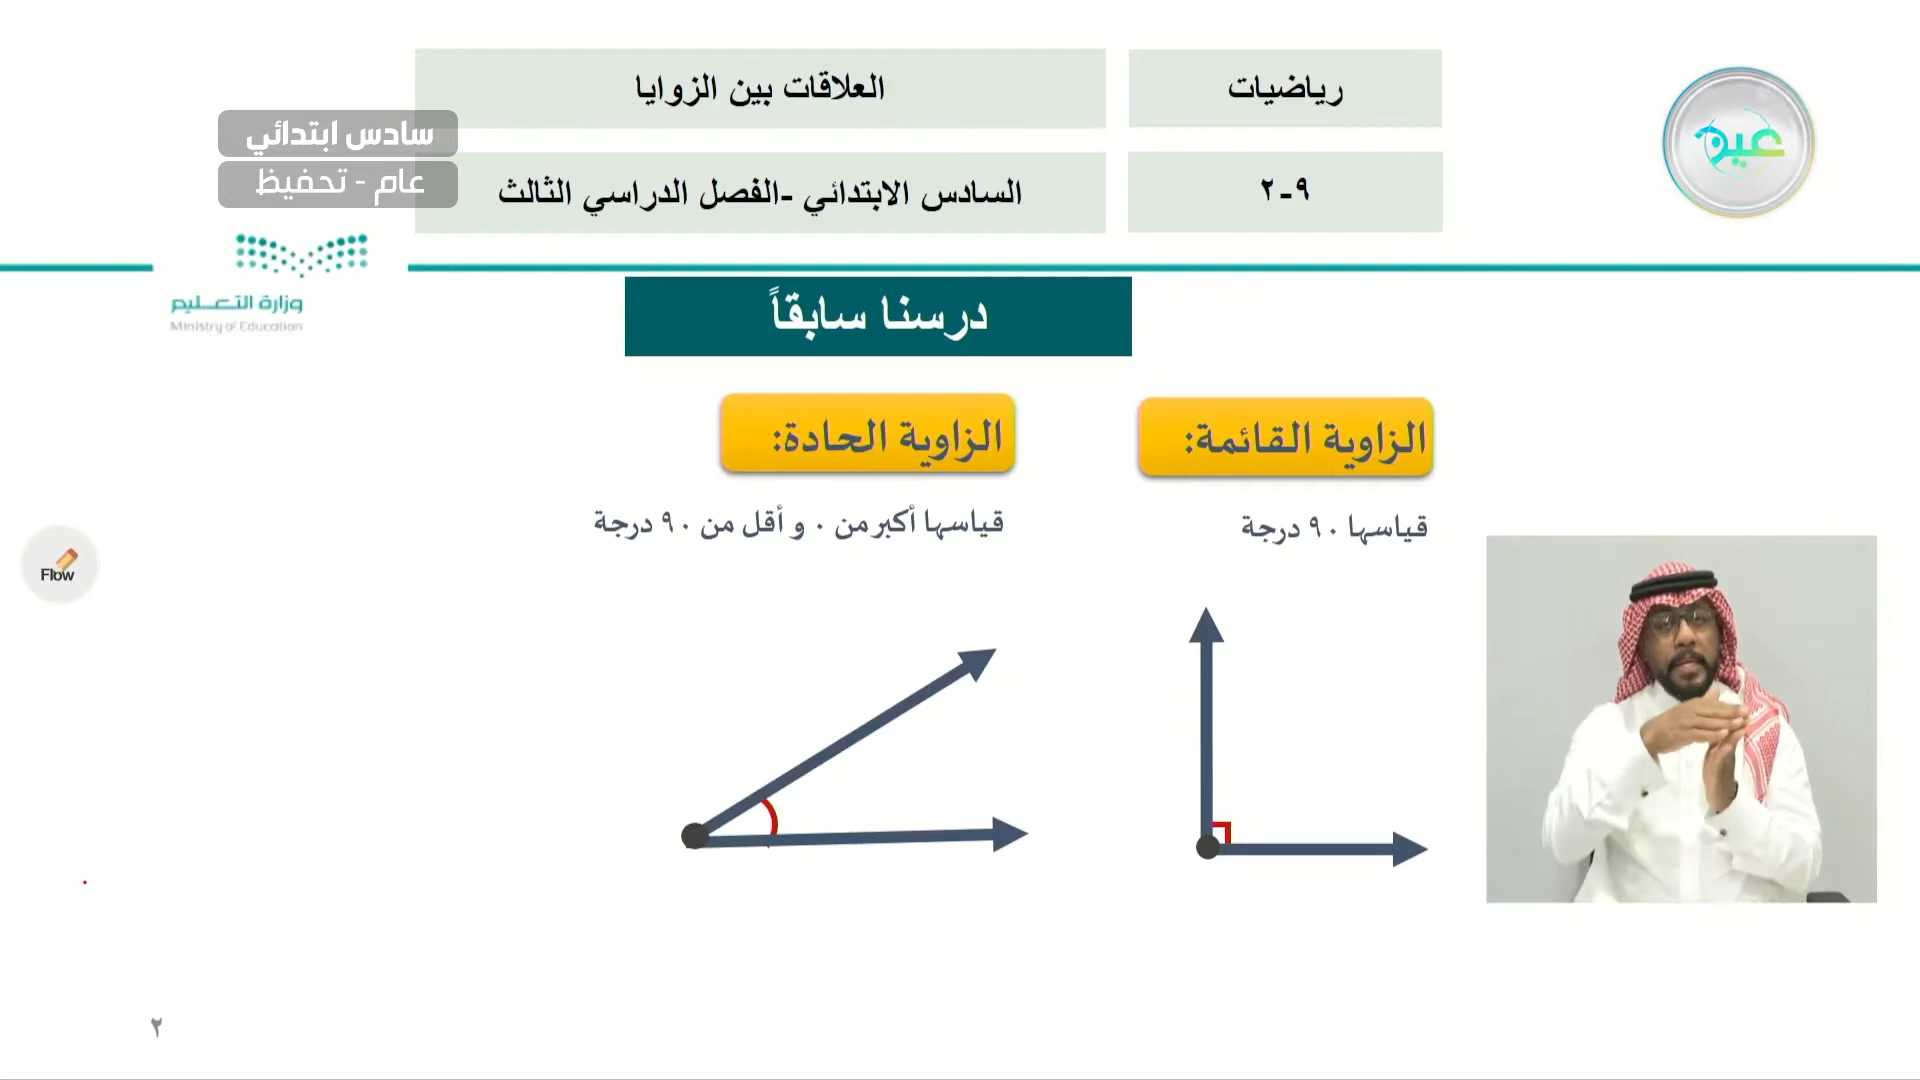 رياضيات
العلاقات بين الزوايا
٩-٢
السادس الابتدائي -الفصل الدراسي الثالث
سادس ابتدائي
عام - تحفيظ
عين
وزارة التعليم
Ministry of Education
درسنا سابقاً
الزاوية القائمة:
قياسها ٩٠ درجة
الزاوية الحادة:
قياسها أكبر من ٠ و أقل من ٩٠ درجة
Flow
٢